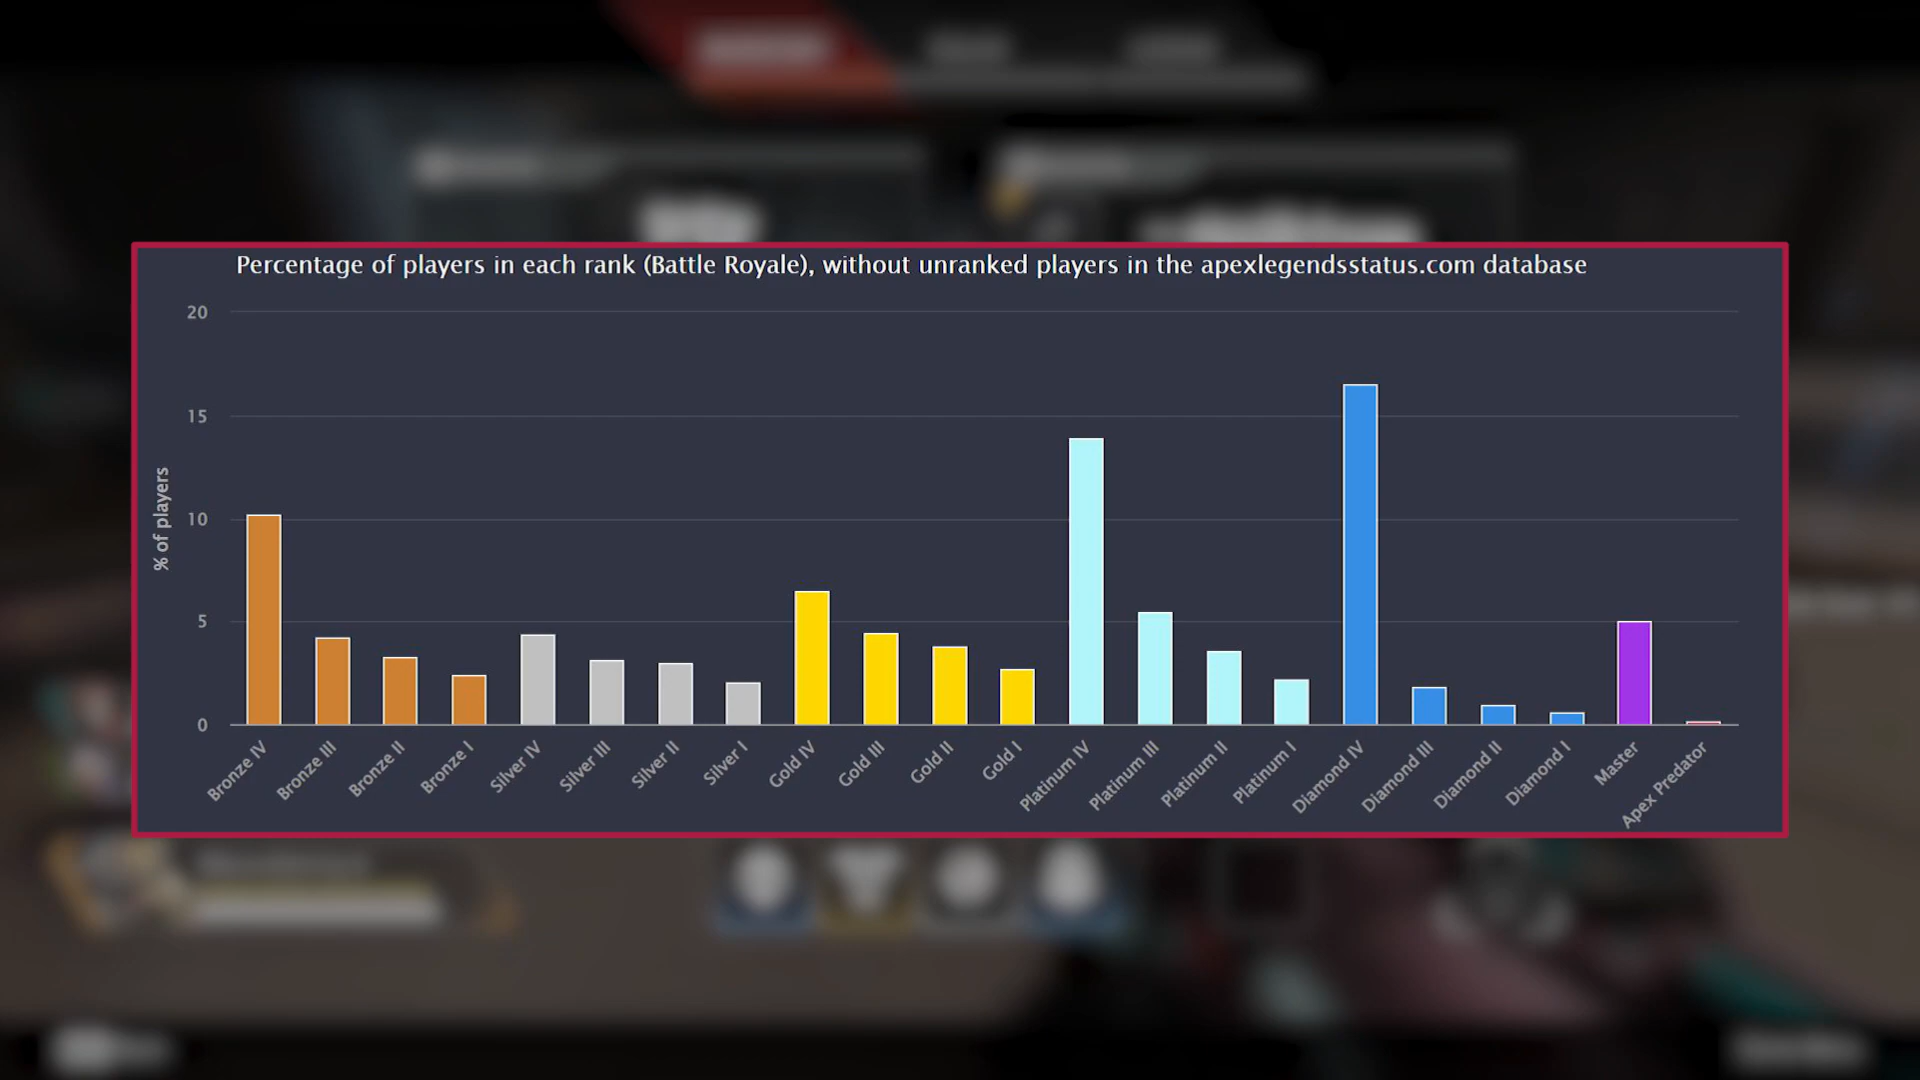 Percentage of players in each rank (Battle Royale), without unranked players in the apexlegendsstatus.com database
20
15
10
5
0
% of players
Bronze IV
Bronze III
Bronze II
Bronze I
Silver IV
Silver III
Silver II
Silver I
Gold IV
Gold III
Gold II
Gold I
Platinum IV
Platinum III
Platinum II
Platinum I
Diamond IV
Diamond III
Diamond II
Diamond I
Master
Apex Predator